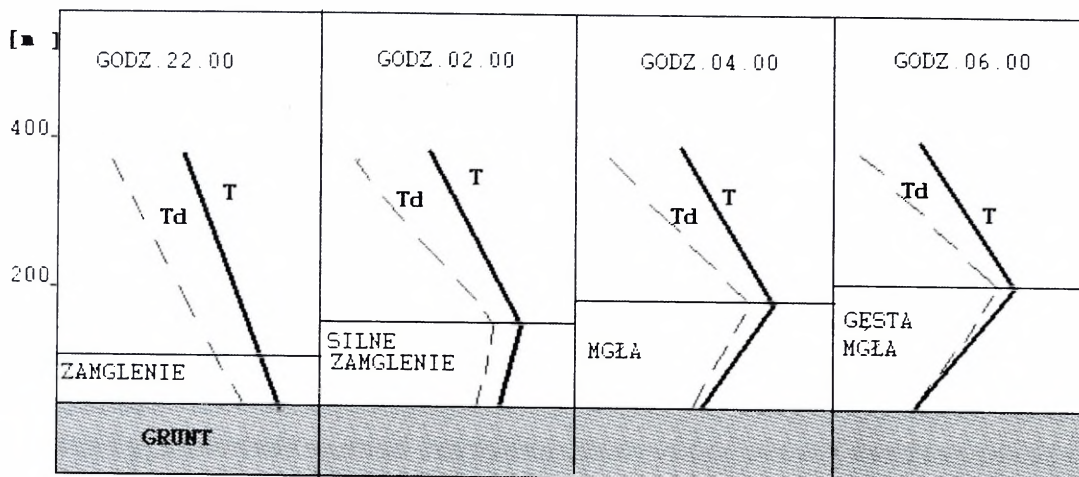 [m ]
GODZ.22.00
GODZ.02.00
GODZ.04.00
GODZ.06.00
400
T
Td
T
Td
T
Td
Td
T
200
ZAMGLENIE
SILNE
ZAMGLENIE
MGŁA
GĘSTA
MGŁA
GRUNT